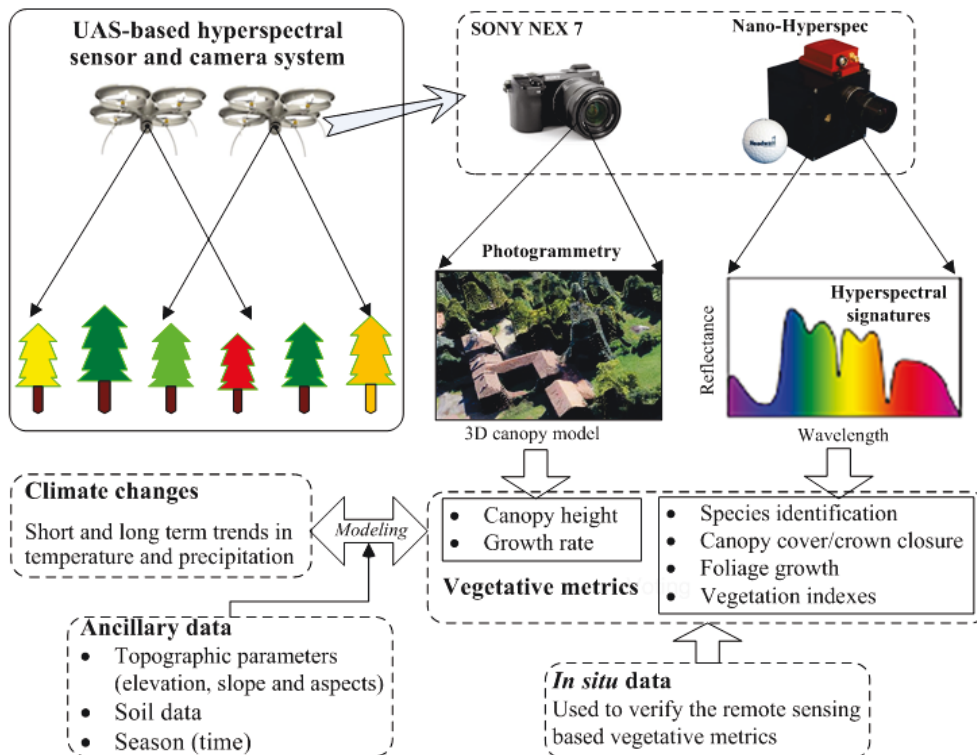 UAS-based hyperspectral
sensor and camera system
SONY NEX 7
Nano-Hyperspec
Photogrammetry
3D canopy model
Hyperspectral
signatures
Reflectance
Wavelength
Climate changes
Short and long term trends in
temperature and precipitation
Modeling
• Canopy height
• Growth rate
Vegetative metrics
• Species identification
• Canopy cover/crown closure
• Foliage growth
• Vegetation indexes
Ancillary data
• Topographic parameters
(elevation, slope and aspects)
• Soil data
• Season (time)
In situ data
Used to verify the remote sensing
based vegetative metrics